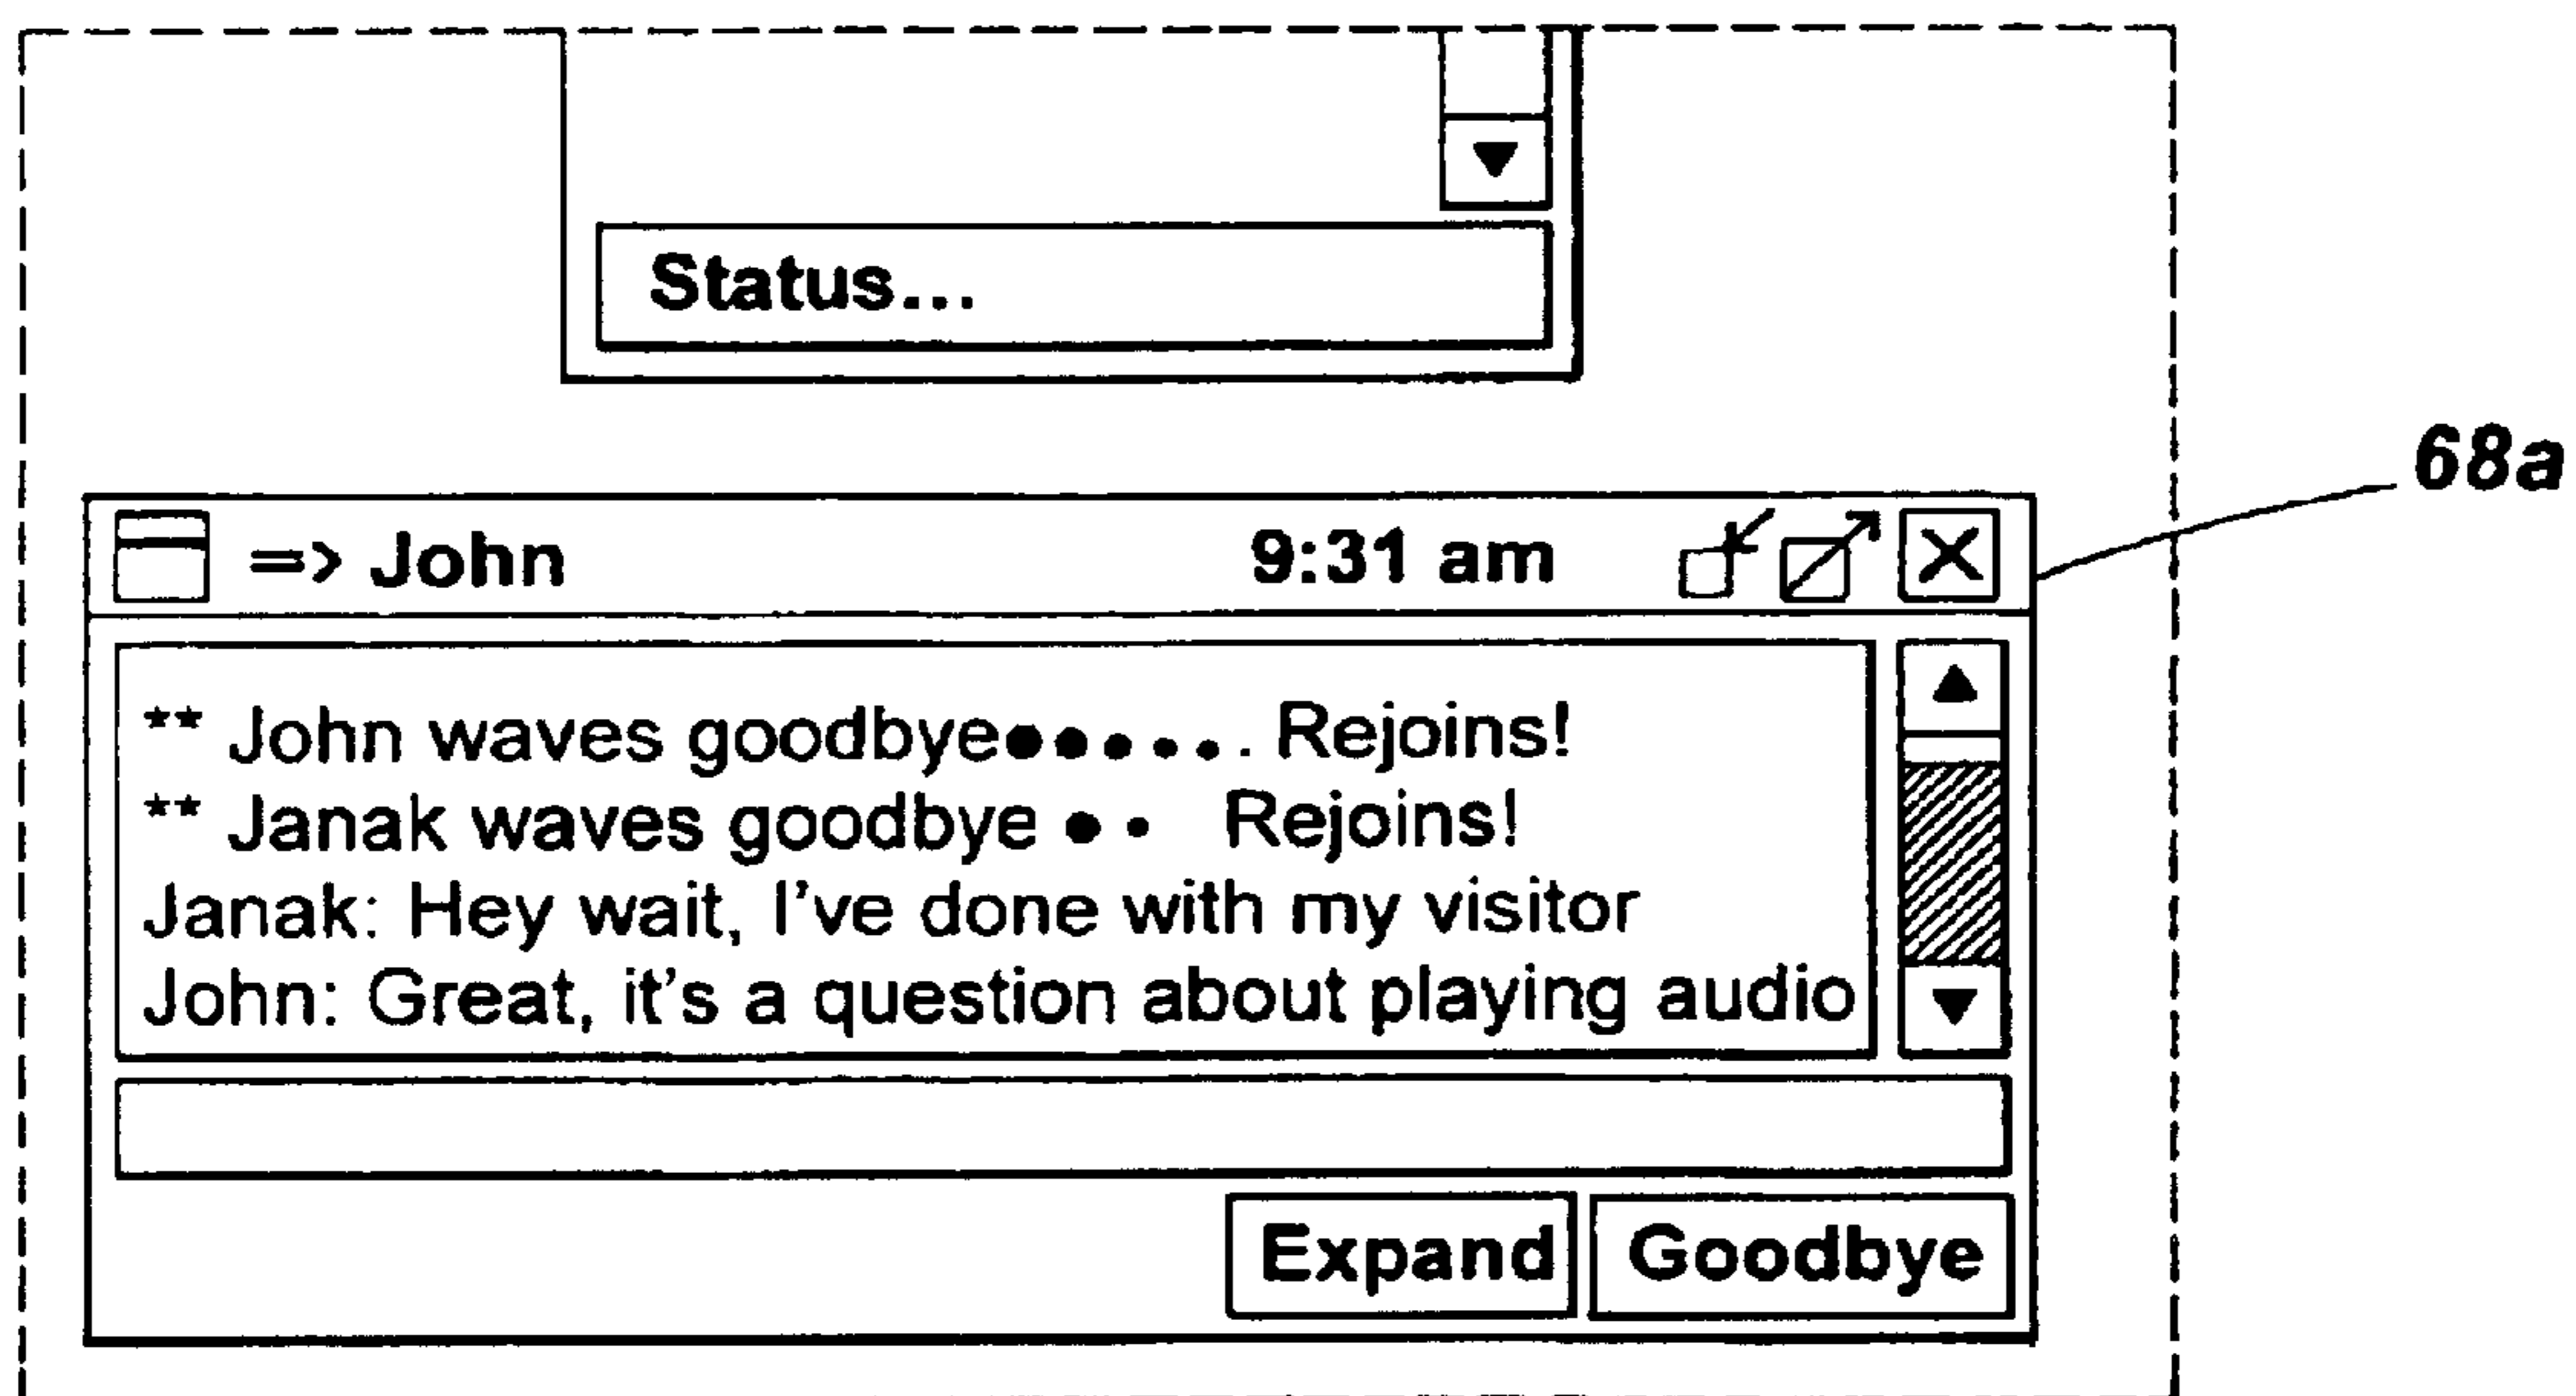 Status...
68a
=> John 9:31 am
** John waves goodbye●●●••. Rejoins!
** Janak waves goodbye ● • Rejoins!
Janak: Hey wait, I've done with my visitor
John: Great, it's a question about playing audio
Expand Goodbye